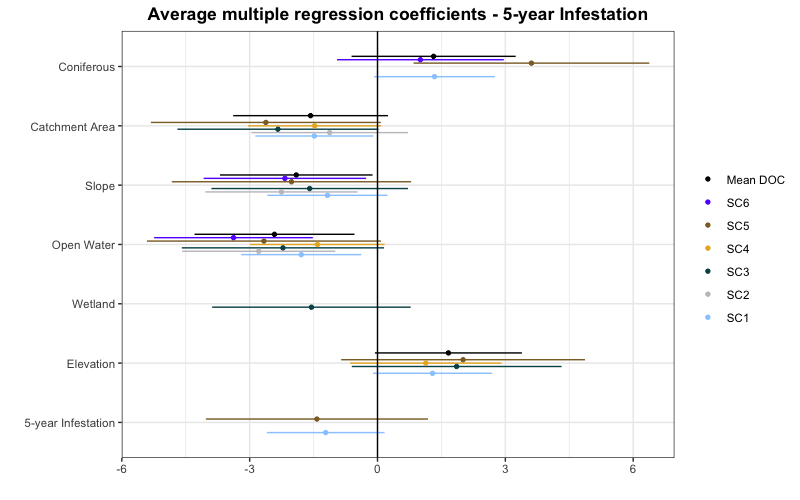 Average multiple regression coefficients - 5-year Infestation
Coniferous
Catchment Area
Slope
Open Water
Wetland
Elevation
5-year Infestation
-6 -3 0 3 6
Mean DOC
SC6
SC5
SC4
SC3
SC2
SC1